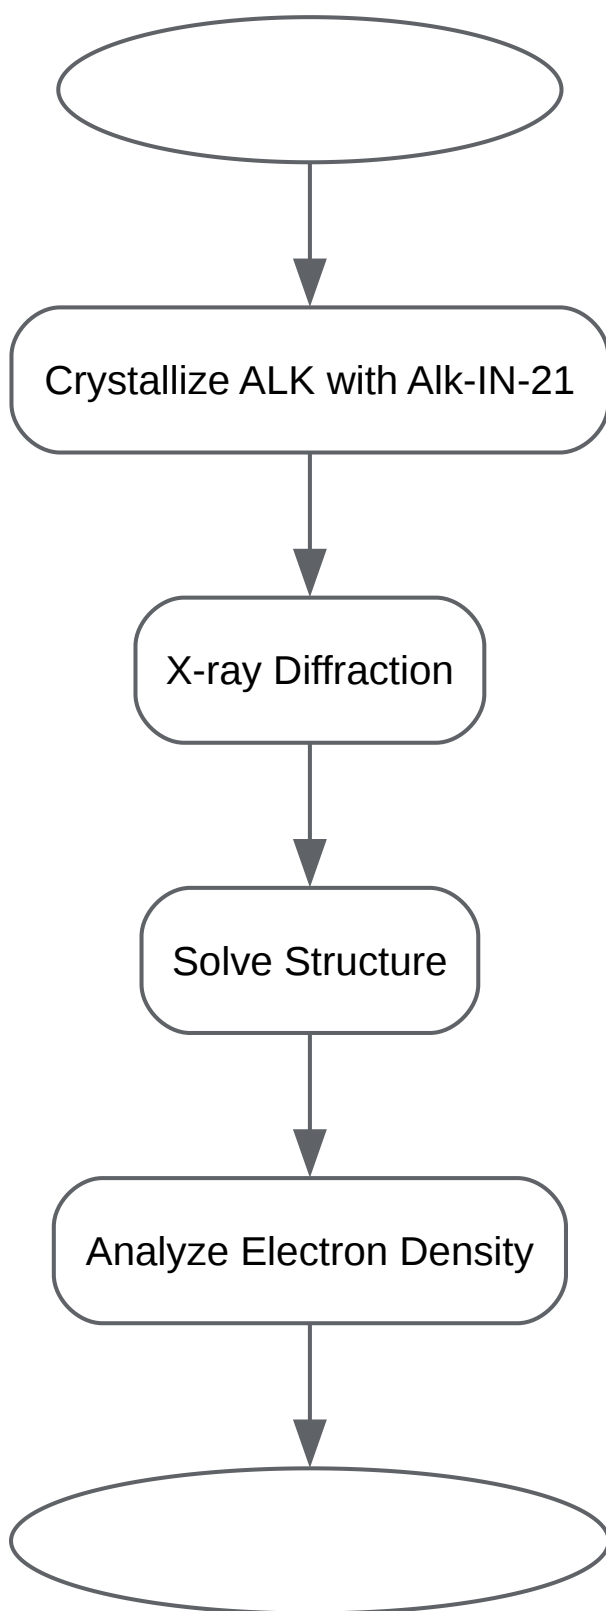 Crystallize ALK with Alk-IN-21
X-ray Diffraction
Solve Structure
Analyze Electron Density